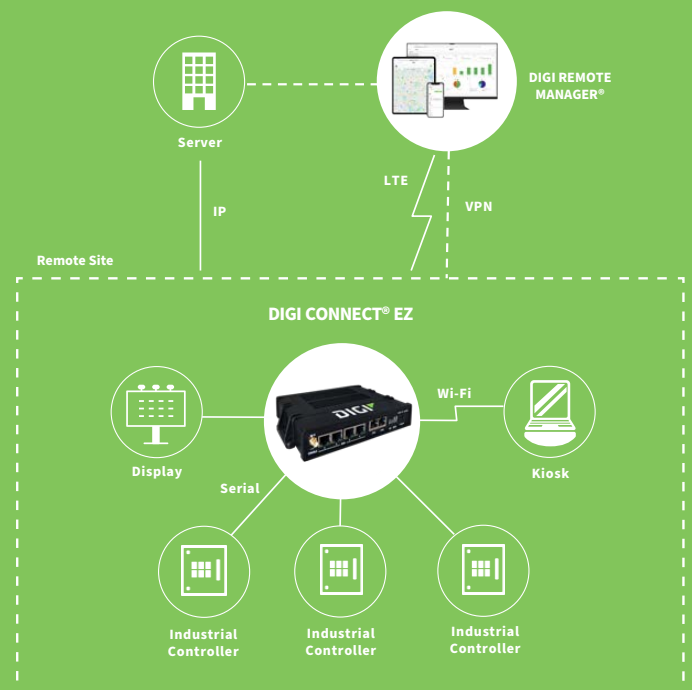 DIGI REMOTE
MANAGER®
Server
LTE
VPN
IP
Remote Site
DIGI CONNECT® EZ
Wi-Fi
DIGI
Display
Kiosk
Serial
Industrial
Controller
Industrial
Controller
Industrial
Controller